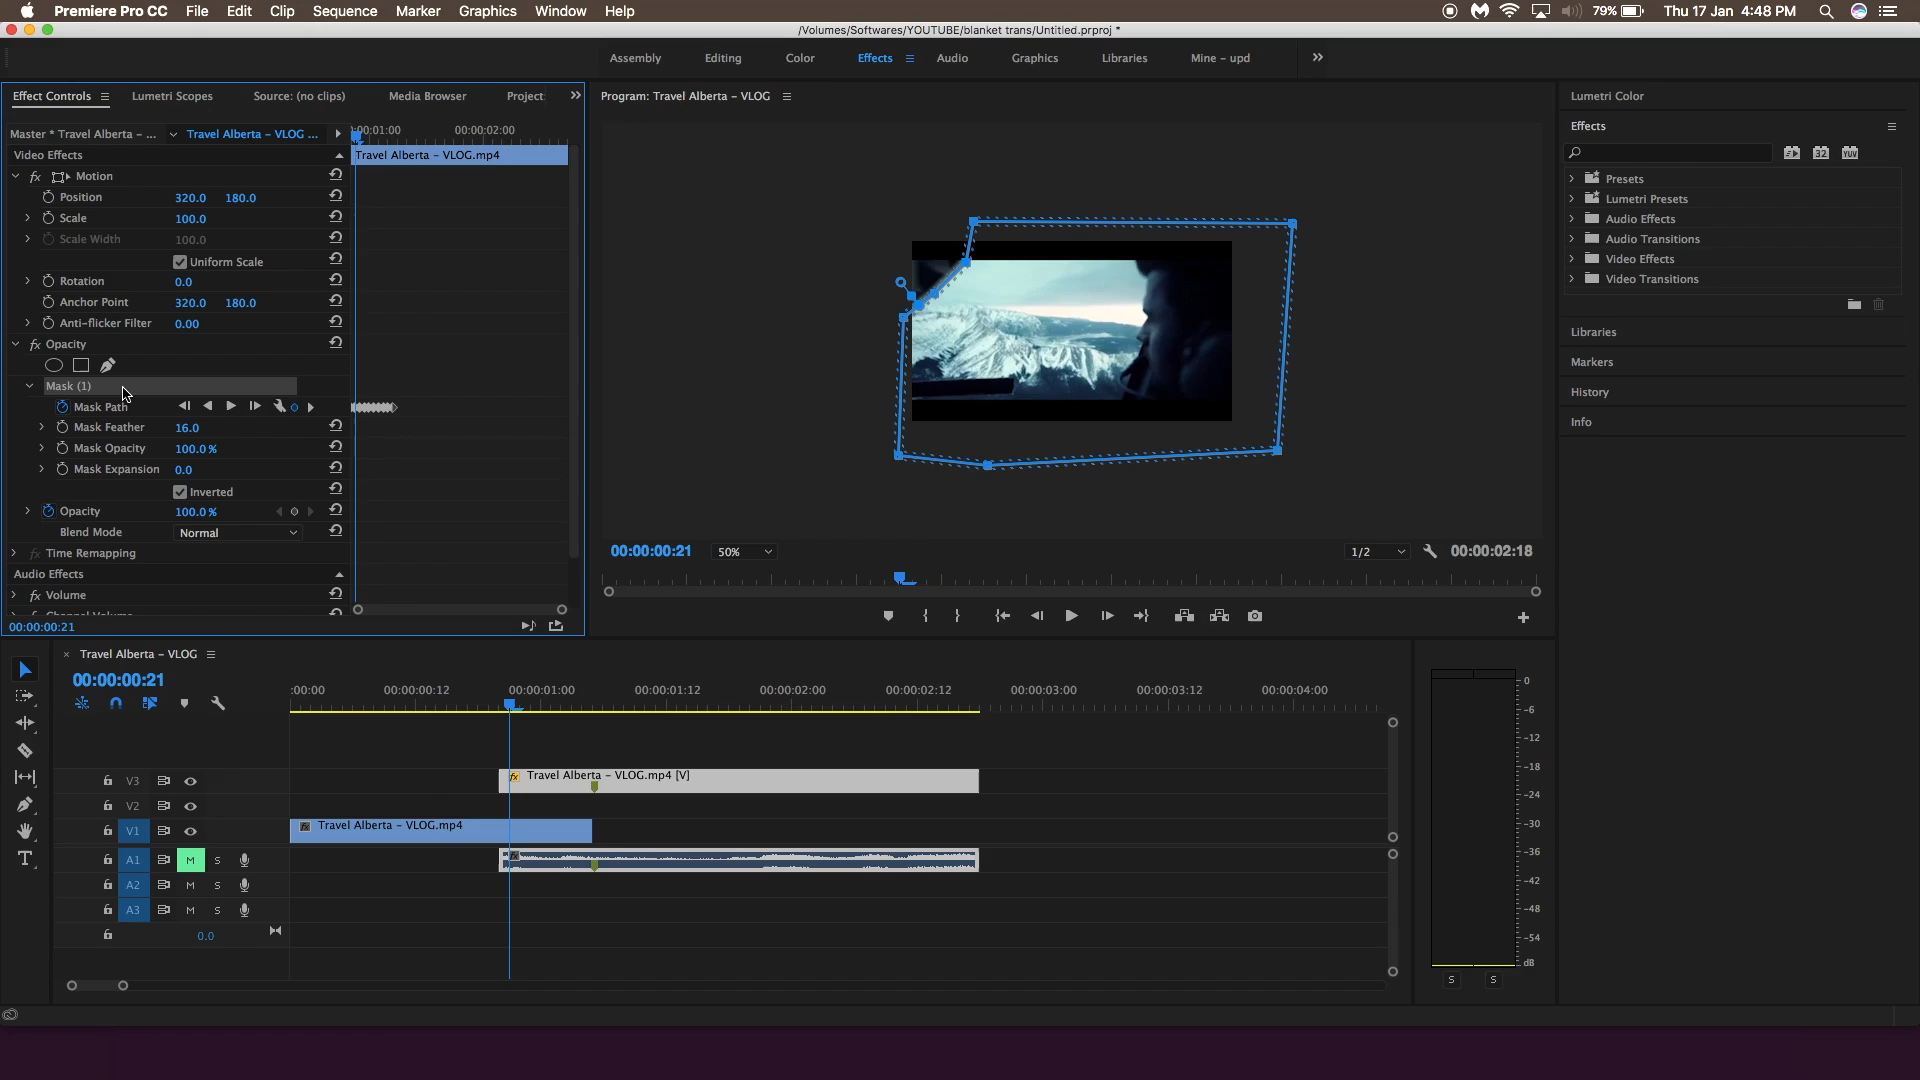 Premiere Pro CC File Edit Clip Sequence Marker Graphics Window Help 79% Thu 17 Jan 4:48 PM
/Volumes/Softwares/YOUTUBE/blanket trans/Untitled.prproj *
Assembly Editing Color Effects Audio Graphics Libraries Mine - upd
Effect Controls Lumetri Scopes Source: (no clips) Media Browser Project
Program: Travel Alberta - VLOG
Lumetri Color
Effects
Master * Travel Alberta - ... Travel Alberta - VLOG ... 00:01:00 00:00:02:00
Video Effects Travel Alberta - VLOG.mp4
32 YUV
fx Motion
Position 320.0 180.0
Scale 100.0
Scale Width 100.0
Uniform Scale
Rotation 0.0
Anchor Point 320.0 180.0
Anti-flicker Filter 0.00
fx Opacity
Mask (1)
Mask Path
Mask Feather 16.0
Mask Opacity 100.0 %
Mask Expansion 0.0
Inverted
Opacity 100.0 %
Blend Mode Normal
fx Time Remapping
Audio Effects
fx Volume
Channel Volume
00:00:00:21
Presets
Lumetri Presets
Audio Effects
Audio Transitions
Video Effects
Video Transitions
Libraries
Markers
History
Info
00:00:00:21 50% 1/2 00:00:02:18
Travel Alberta - VLOG
00:00:00:21
:00:00 00:00:00:12 00:00:01:00 00:00:01:12 00:00:02:00 00:00:02:12 00:00:03:00 00:00:03:12 00:00:04:00
V3 fx Travel Alberta - VLOG.mp4 [V]
V2
V1 fx Travel Alberta - VLOG.mp4
A1 M S fx
A2 M S
A3 M S
0.0
T
0
-6
-12
-18
-24
-30
-36
-42
-48
-54
dB
S S